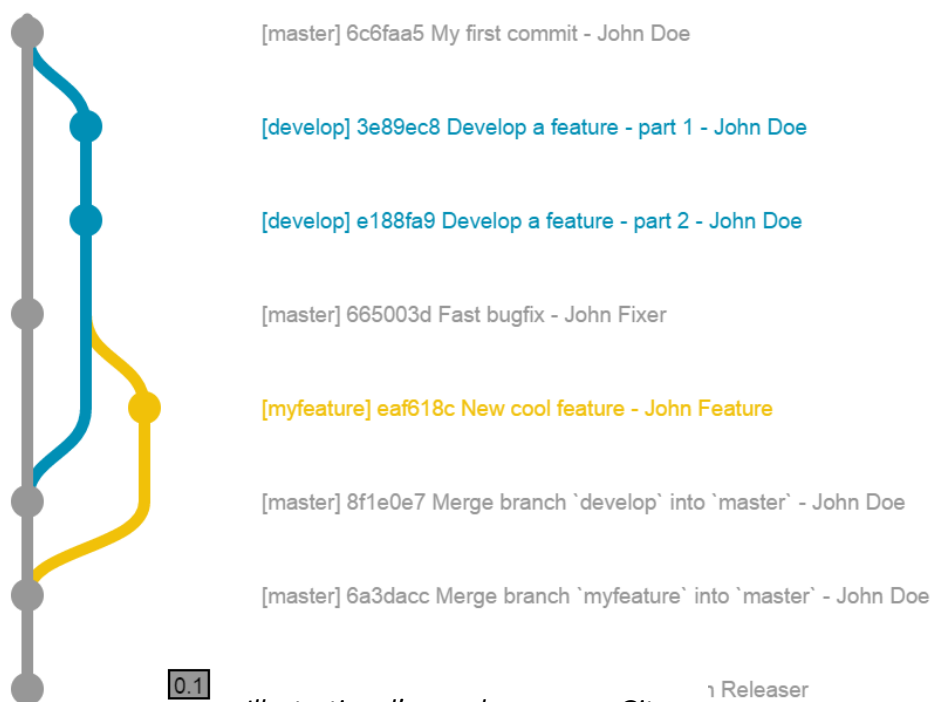 [master] 6c6faa5 My first commit - John Doe
[develop] 3e89ec8 Develop a feature - part 1 - John Doe
[develop] e188fa9 Develop a feature - part 2 - John Doe
[master] 665003d Fast bugfix - John Fixer
[myfeature] eaf618c New cool feature - John Feature
[master] 8f1e0e7 Merge branch `develop` into `master` - John Doe
[master] 6a3dacc Merge branch `myfeature` into `master` - John Doe
0.1 Releaser